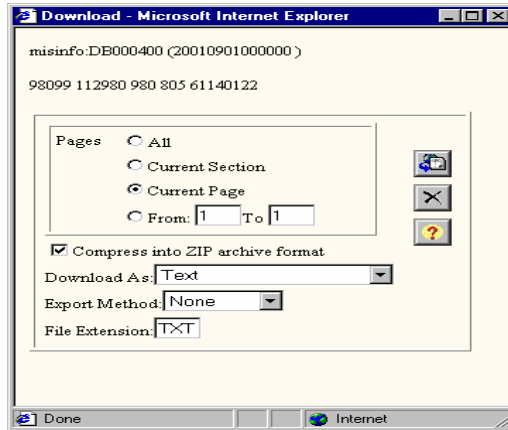 Download - Microsoft Internet Explorer
misinfo:DB000400 (20010901000000 )
98099 112980 980 805 61140122
Pages All
Current Section
Current Page
From: 1 To 1
Compress into ZIP archive format
Download As: Text
Export Method: None
File Extension: TXT
Done Internet